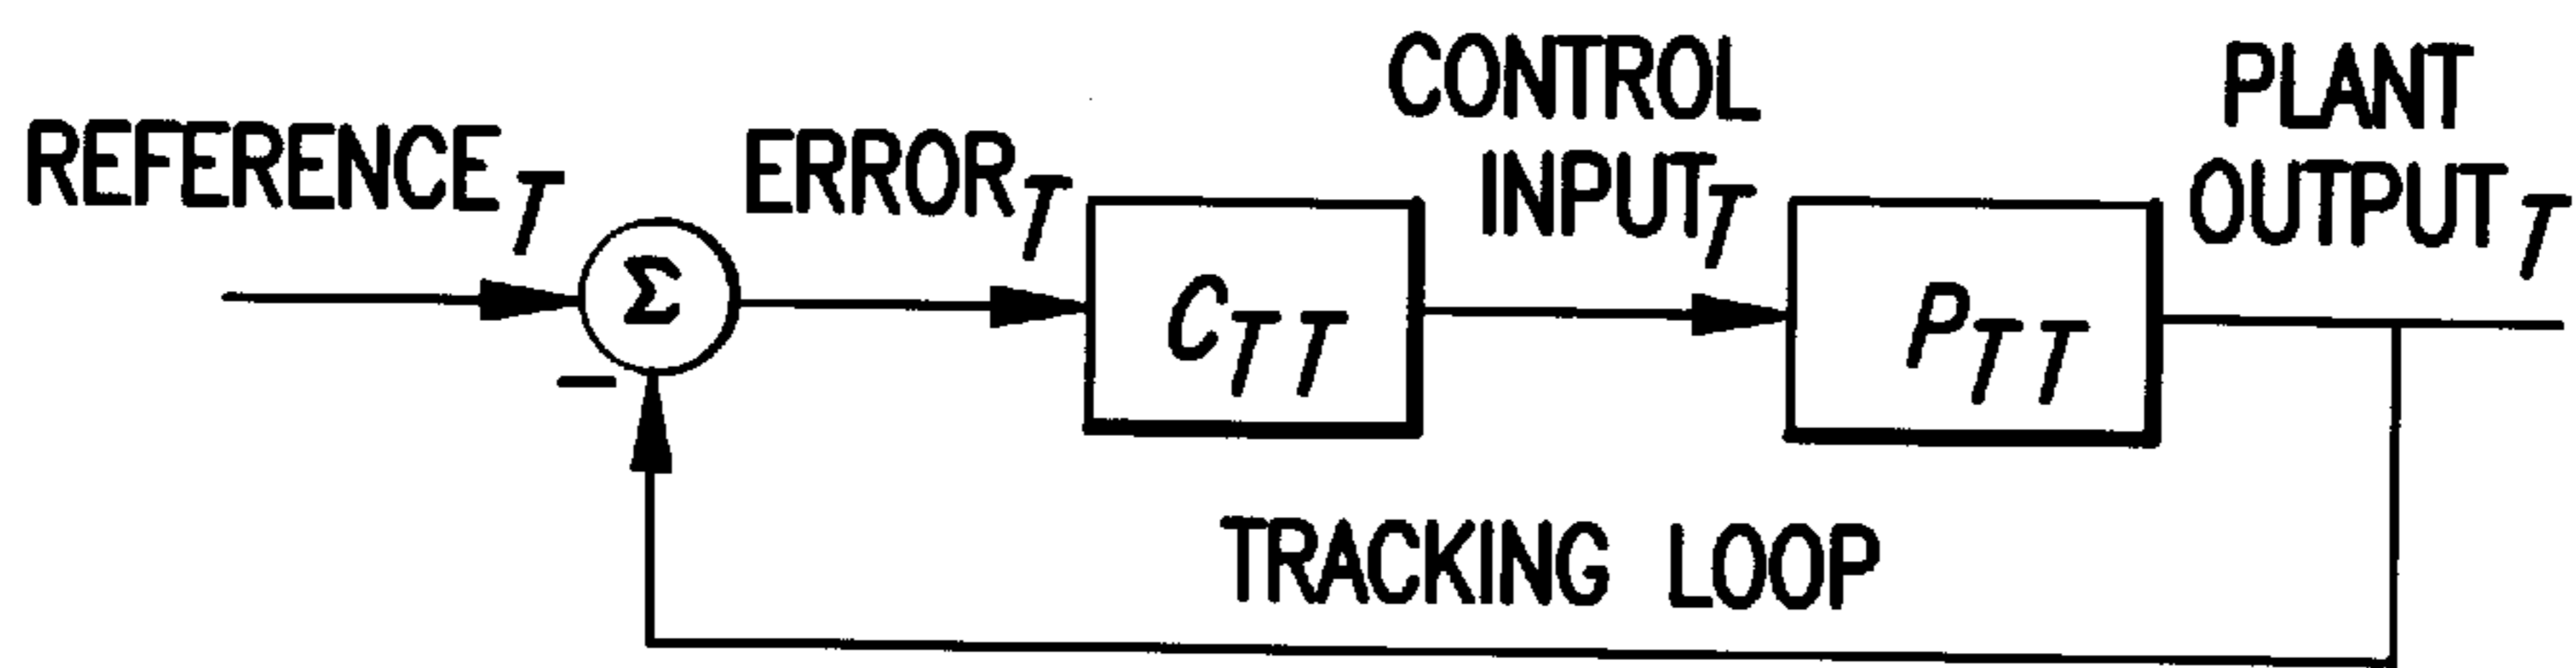 REFERENCE_T
ERROR_T
CONTROL
INPUT_T
PLANT
OUTPUT_T
Σ
−
C_TT
P_TT
TRACKING LOOP